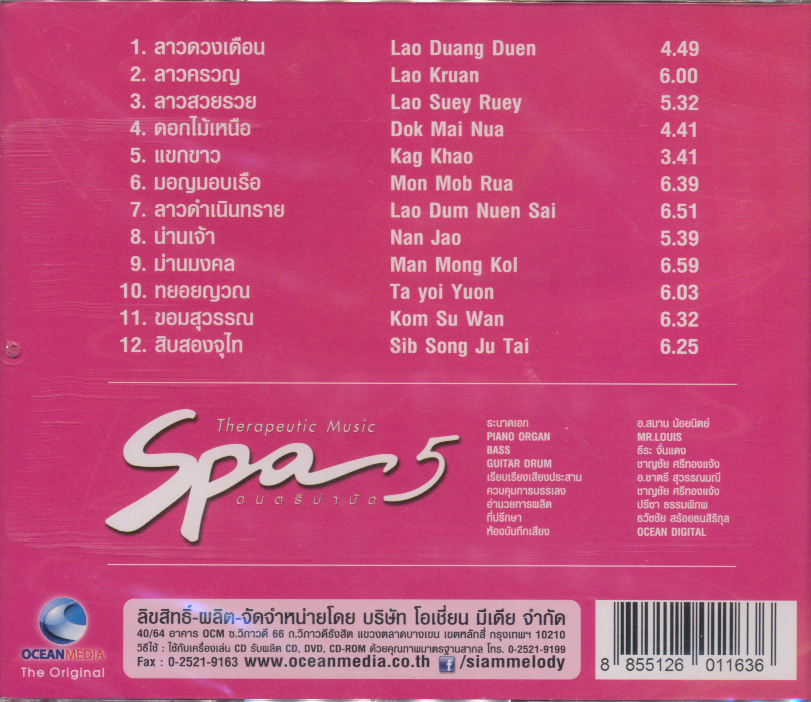 1. ลาวดวงเดือน Lao Duang Duen 4.49
2. ลาวครวญ Lao Kruan 6.00
3. ลาวสวยรวย Lao Suey Ruey 5.32
4. ดอกไม้เหนือ Dok Mai Nua 4.41
5. แขกขาว Kag Khao 3.41
6. มอญมอบเรือ Mon Mob Rua 6.39
7. ลาวดำเนินทราย Lao Dum Nuen Sai 6.51
8. น่านเจ้า Nan Jao 5.39
9. ม่านมงคล Man Mong Kol 6.59
10. ทยอยญวณ Ta yoi Yuon 6.03
11. ขอมสุวรรณ Kom Su Wan 6.32
12. สิบสองจุไท Sib Song Ju Tai 6.25
Therapeutic Music
Spa 5
ดนตรีบำบัด
ระนาดเอก อ.สมาน น้อยนิตย์
PIANO ORGAN MR.LOUIS
BASS ธีระ จั่นแตง
GUITAR DRUM ชาญชัย ศรีทองแจ้ง
เรียบเรียงเสียงประสาน อ.ชาตรี สุวรรณมณี
ควบคุมการบรรเลง ชาญชัย ศรีทองแจ้ง
อำนวยการผลิต ปรีชา ธรรมพิภพ
ที่ปรึกษา ธวัชชัย สร้อยธนสิริกุล
ห้องบันทึกเสียง OCEAN DIGITAL
OCEANMEDIA
The Original
ลิขสิทธิ์-ผลิต-จัดจำหน่ายโดย บริษัท โอเชี่ยน มีเดีย จำกัด
40/64 อาคาร OCM ซ.วิภาวดี 66 ถ.วิภาวดีรังสิต แขวงตลาดบางเขน เขตหลักสี่ กรุงเทพฯ 10210
วิธีใช้ : ใช้กับเครื่องเล่น CD รับผลิต CD, DVD, CD-ROM ด้วยคุณภาพมาตรฐานสากล โทร. 0-2521-9199
Fax : 0-2521-9163 www.oceanmedia.co.th f /siammelody
8 855126 011636